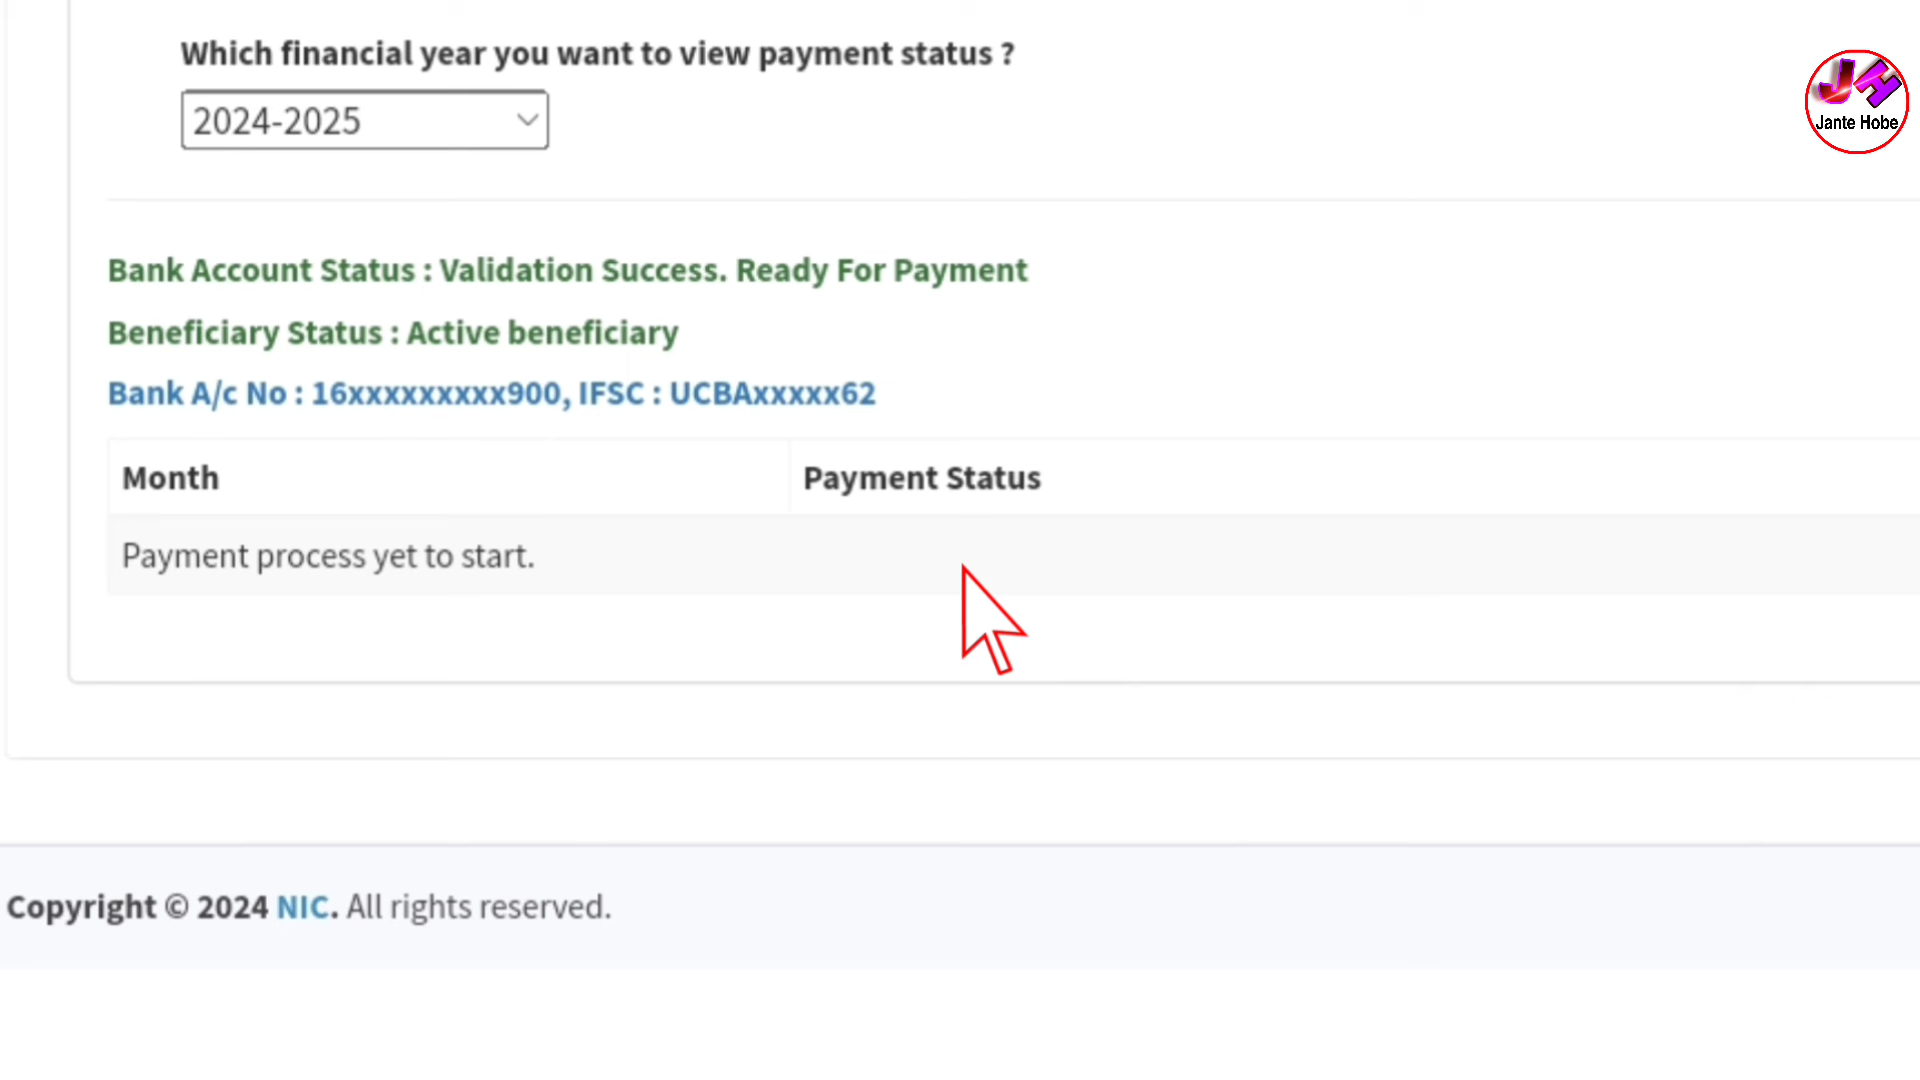 Which financial year you want to view payment status ?
2024-2025
JH
Jante Hobe
Bank Account Status : Validation Success. Ready For Payment
Beneficiary Status : Active beneficiary
Bank A/c No : 16xxxxxxxxx900, IFSC : UCBAxxxxx62
Month Payment Status
Payment process yet to start.
Copyright © 2024 NIC. All rights reserved.